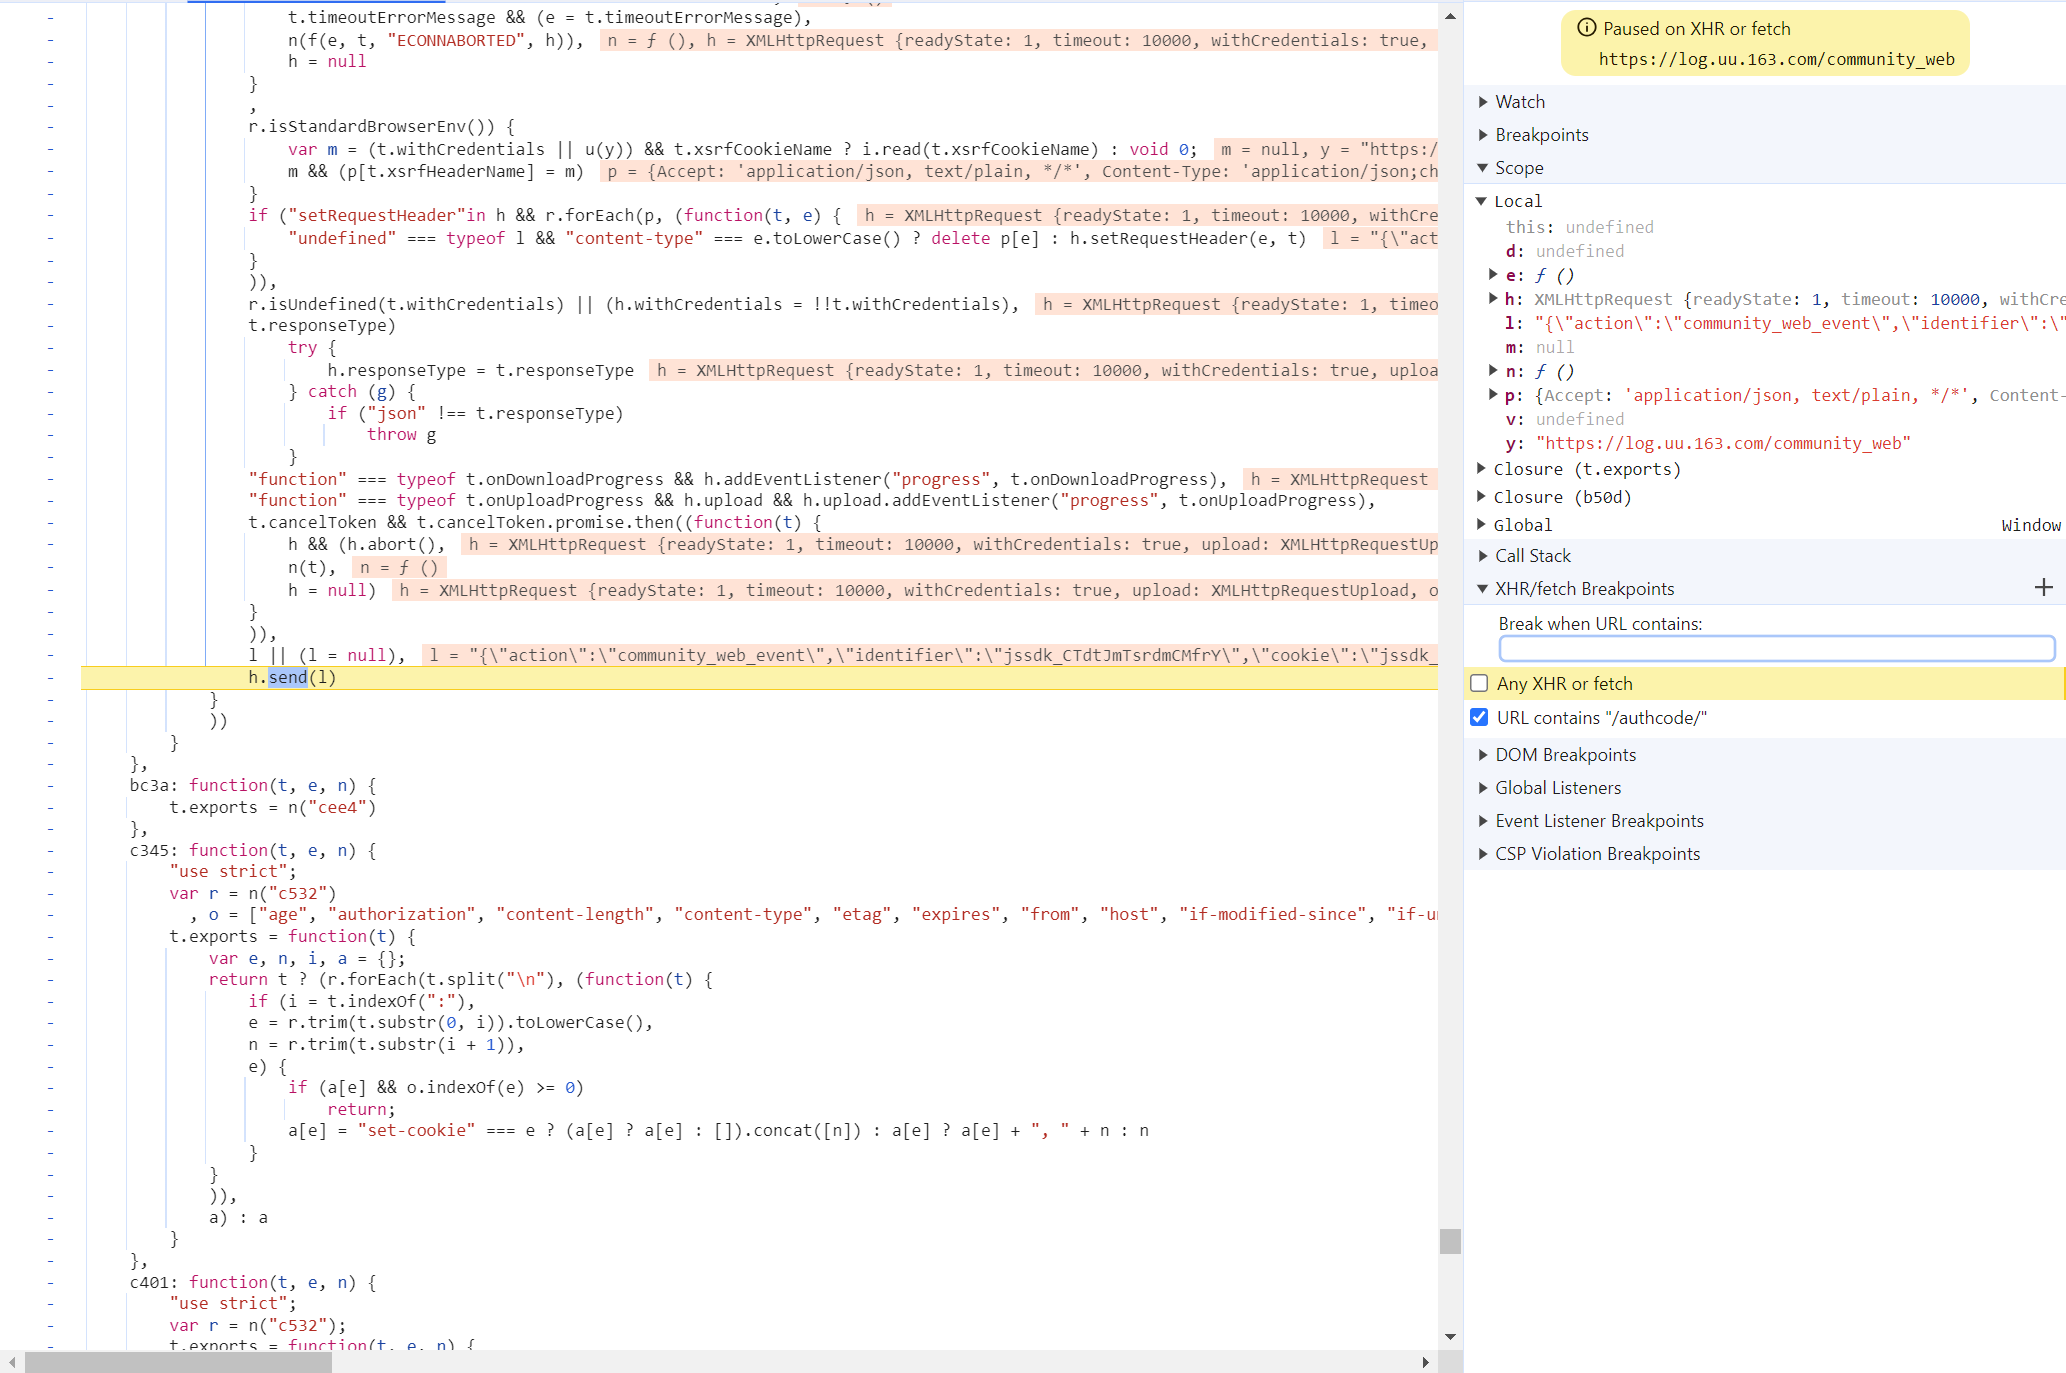 t.timeoutErrorMessage && (e = t.timeoutErrorMessage),
n(f(e, t, "ECONNABORTED", h)), n = ƒ (), h = XMLHttpRequest {readyState: 1, timeout: 10000, withCredentials: true,
h = null
}
,
r.isStandardBrowserEnv()) {
var m = (t.withCredentials || u(y)) && t.xsrfCookieName ? i.read(t.xsrfCookieName) : void 0; m = null, y = "https:/
m && (p[t.xsrfHeaderName] = m) p = {Accept: 'application/json, text/plain, */*', Content-Type: 'application/json;ch
}
if ("setRequestHeader"in h && r.forEach(p, (function(t, e) { h = XMLHttpRequest {readyState: 1, timeout: 10000, withCre
"undefined" === typeof l && "content-type" === e.toLowerCase() ? delete p[e] : h.setRequestHeader(e, t) l = "{\"act
}
)),
r.isUndefined(t.withCredentials) || (h.withCredentials = !!t.withCredentials), h = XMLHttpRequest {readyState: 1, timeo
t.responseType)
try {
h.responseType = t.responseType h = XMLHttpRequest {readyState: 1, timeout: 10000, withCredentials: true, uploa
} catch (g) {
if ("json" !== t.responseType)
throw g
}
"function" === typeof t.onDownloadProgress && h.addEventListener("progress", t.onDownloadProgress), h = XMLHttpRequest
"function" === typeof t.onUploadProgress && h.upload && h.upload.addEventListener("progress", t.onUploadProgress),
t.cancelToken && t.cancelToken.promise.then((function(t) {
h && (h.abort(), h = XMLHttpRequest {readyState: 1, timeout: 10000, withCredentials: true, upload: XMLHttpRequestUp
n(t), n = ƒ ()
h = null) h = XMLHttpRequest {readyState: 1, timeout: 10000, withCredentials: true, upload: XMLHttpRequestUpload, o
}
)),
l || (l = null), l = "{\"action\":\"community_web_event\",\"identifier\":\"jssdk_CTdtJmTsrdmCMfrY\",\"cookie\":\"jssdk_
h.send(l)
}
))
}
},
bc3a: function(t, e, n) {
t.exports = n("cee4")
},
c345: function(t, e, n) {
"use strict";
var r = n("c532")
, o = ["age", "authorization", "content-length", "content-type", "etag", "expires", "from", "host", "if-modified-since", "if-u
t.exports = function(t) {
var e, n, i, a = {};
return t ? (r.forEach(t.split("\n"), (function(t) {
if (i = t.indexOf(":"),
e = r.trim(t.substr(0, i)).toLowerCase(),
n = r.trim(t.substr(i + 1)),
e) {
if (a[e] && o.indexOf(e) >= 0)
return;
a[e] = "set-cookie" === e ? (a[e] ? a[e] : []).concat([n]) : a[e] ? a[e] + ", " + n : n
}
}
)),
a) : a
}
},
c401: function(t, e, n) {
"use strict";
var r = n("c532");
t.exports = function(t, e, n) {
Paused on XHR or fetch
https://log.uu.163.com/community_web
Watch
Breakpoints
Scope
Local
this: undefined
d: undefined
e: ƒ ()
h: XMLHttpRequest {readyState: 1, timeout: 10000, withCre
l: "{\"action\":\"community_web_event\",\"identifier\":\"
m: null
n: ƒ ()
p: {Accept: 'application/json, text/plain, */*', Content-
v: undefined
y: "https://log.uu.163.com/community_web"
Closure (t.exports)
Closure (b50d)
Global Window
Call Stack
XHR/fetch Breakpoints
Break when URL contains:
Any XHR or fetch
URL contains "/authcode/"
DOM Breakpoints
Global Listeners
Event Listener Breakpoints
CSP Violation Breakpoints